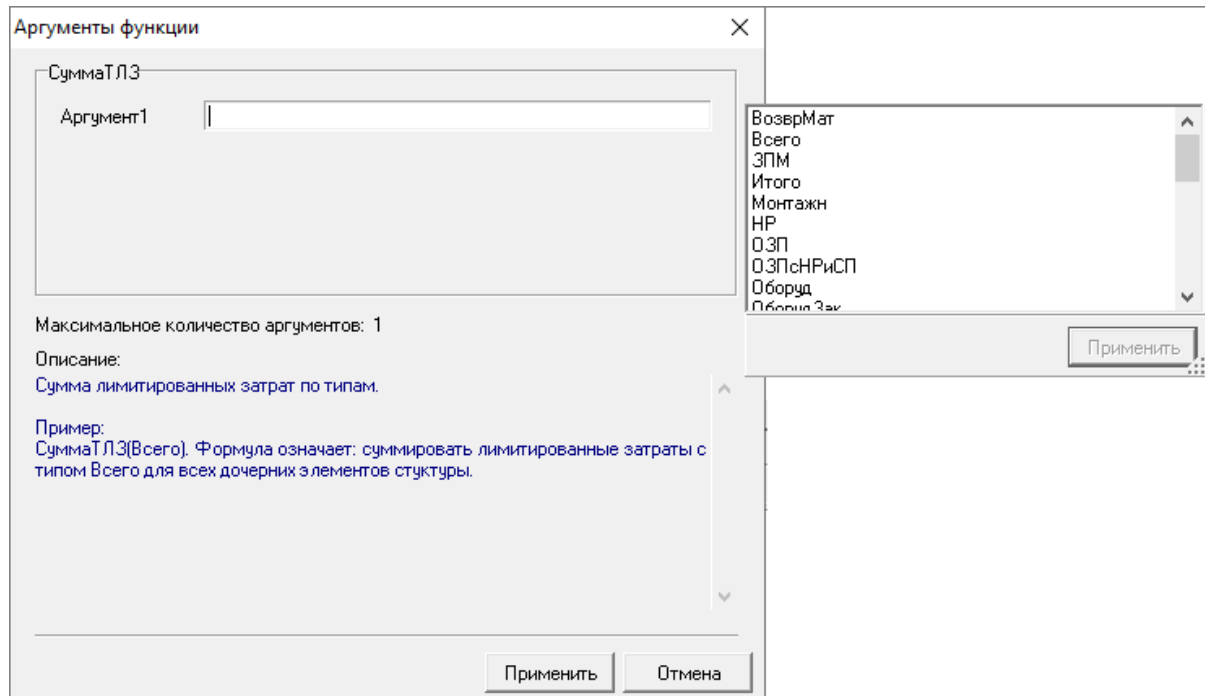 Аргументы функции
СуммаТЛЗ
Аргумент1
ВозврМат
Всего
ЗПМ
Итого
Монтажн
НР
ОЗП
ОЗПсНРиСП
Оборуд
ОборудЗак
Применить
Максимальное количество аргументов: 1
Описание:
Сумма лимитированных затрат по типам.
Пример:
СуммаТЛЗ(Всего). Формула означает: суммировать лимитированные затраты с
типом Всего для всех дочерних элементов стуктуры.
Применить
Отмена